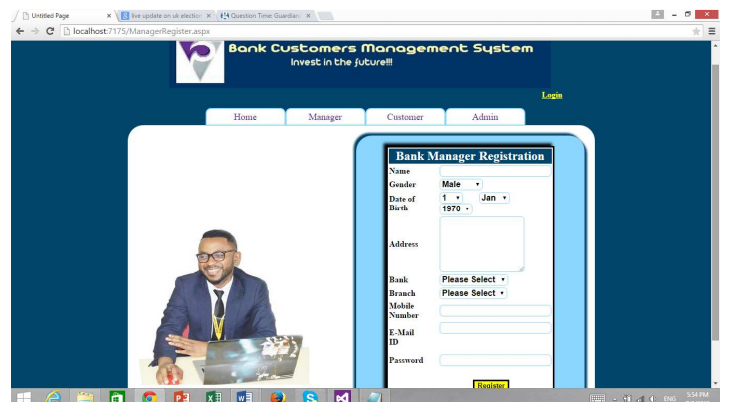 Untitled Page
live update on uk election
Question Time: Guardian
localhost:7175/ManagerRegister.aspx
Bank Customers Management System
Invest in the future!!!
Login
Home Manager Customer Admin
Bank Manager Registration
Name
Gender Male
Date of Birth 1 Jan
1970
Address
Bank Please Select
Branch Please Select
Mobile
Number
E-Mail
ID
Password
Register
ENG 5:54 PM